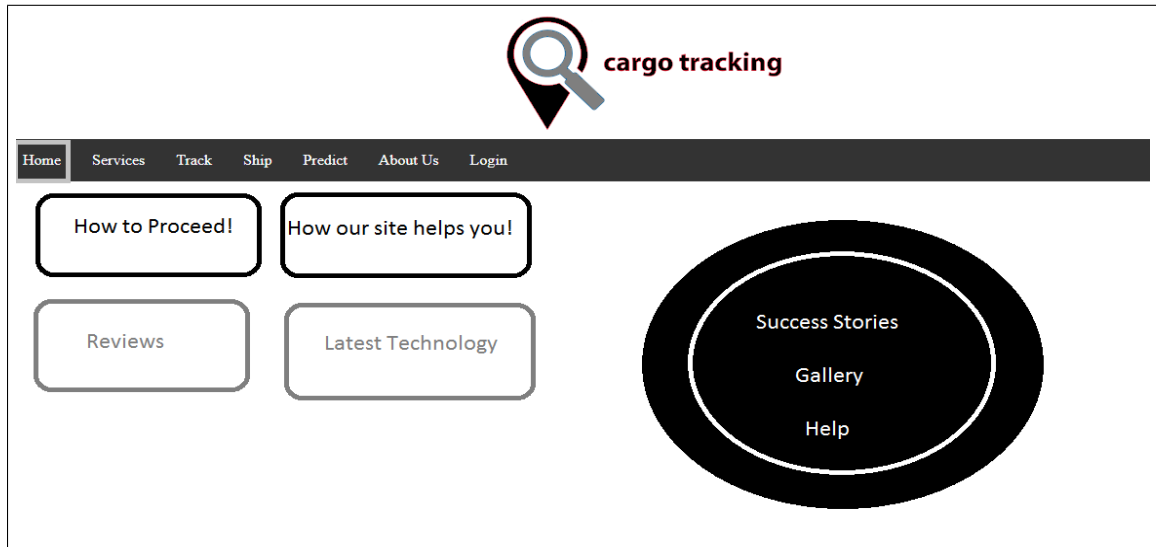 cargo tracking
Home Services Track Ship Predict About Us Login
How to Proceed!
How our site helps you!
Reviews
Latest Technology
Success Stories
Gallery
Help